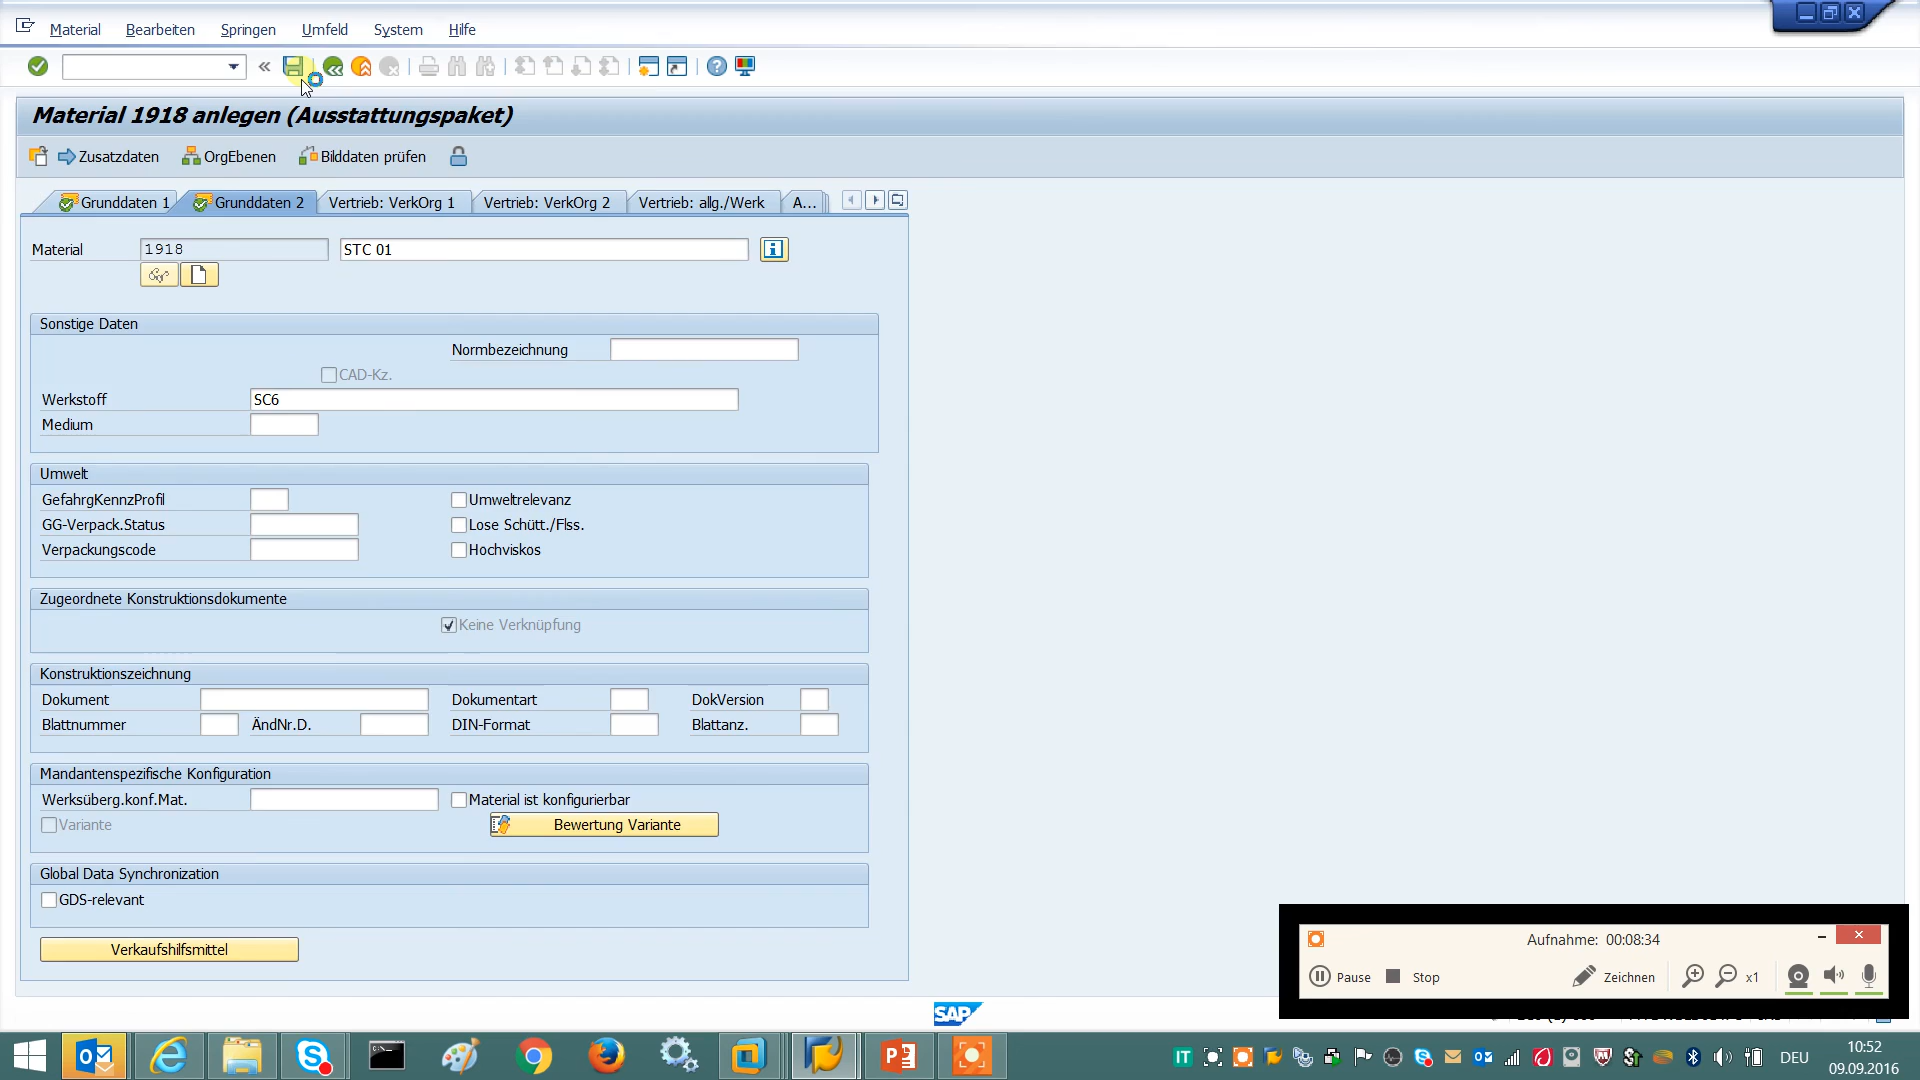 Material Bearbeiten Springen Umfeld System Hilfe
Material 1918 anlegen (Ausstattungspaket)
Zusatzdaten OrgEbenen Bilddaten prüfen
Grunddaten 1 Grunddaten 2 Vertrieb: VerkOrg 1 Vertrieb: VerkOrg 2 Vertrieb: allg./Werk A...
Material 1918 STC 01
Sonstige Daten
Normbezeichnung
CAD-Kz.
Werkstoff SC6
Medium
Umwelt
GefahrgKennzProfil Umweltrelevanz
GG-Verpack.Status Lose Schütt./Flss.
Verpackungscode Hochviskos
Zugeordnete Konstruktionsdokumente
Keine Verknüpfung
Konstruktionszeichnung
Dokument Dokumentart DokVersion
Blattnummer ÄndNr.D. DIN-Format Blattanz.
Mandantenspezifische Konfiguration
Werksüberg.konf.Mat. Material ist konfigurierbar
Variante Bewertung Variante
Global Data Synchronization
GDS-relevant
Verkaufshilfsmittel
Aufnahme: 00:08:34
Pause Stop Zeichnen x1
SAP
IT DEU 10:52
09.09.2016